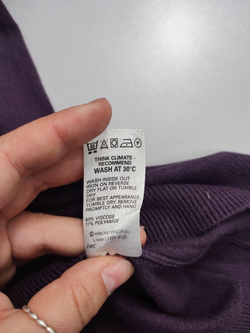 THINK CLIMATE -
RECOMMEND
WASH AT 30°C
WASH INSIDE OUT
IRON ON REVERSE
DRY FLAT OR TUMBLE
DRY
FOR BEST APPEARANCE
TUMBLE DRY. REMOVE
PROMPTLY AND HANG
83% VISCOSE
17% POLYAMIDE